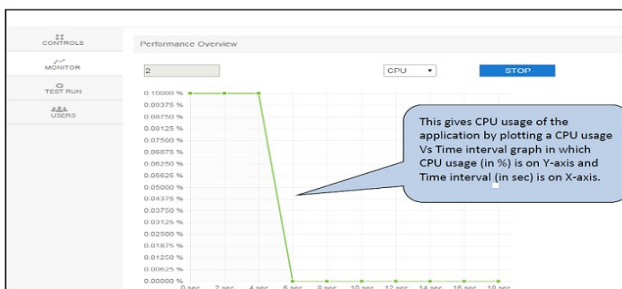 CONTROLS
MONITOR
TEST RUN
USERS
Performance Overview
2
CPU
STOP
0.10000 %
0.09375 %
0.08750 %
0.08125 %
0.07500 %
0.06875 %
0.06250 %
0.05625 %
0.05000 %
0.04375 %
0.03750 %
0.03125 %
0.02500 %
0.01875 %
0.01250 %
0.00625 %
0.00000 %
0 sec 2 sec 4 sec 6 sec 8 sec 10 sec 12 sec 14 sec 16 sec 18 sec
This gives CPU usage of the
application by plotting a CPU usage
Vs Time interval graph in which
CPU usage (in %) is on Y-axis and
Time interval (in sec) is on X-axis.